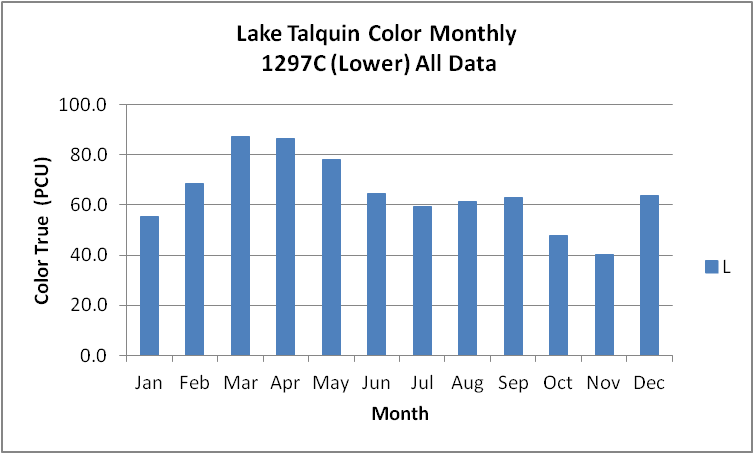 Lake Talquin Color Monthly
1297C (Lower) All Data
100.0
80.0
60.0
40.0
20.0
0.0
Color True (PCU)
Jan Feb Mar Apr May Jun Jul Aug Sep Oct Nov Dec
Month
L